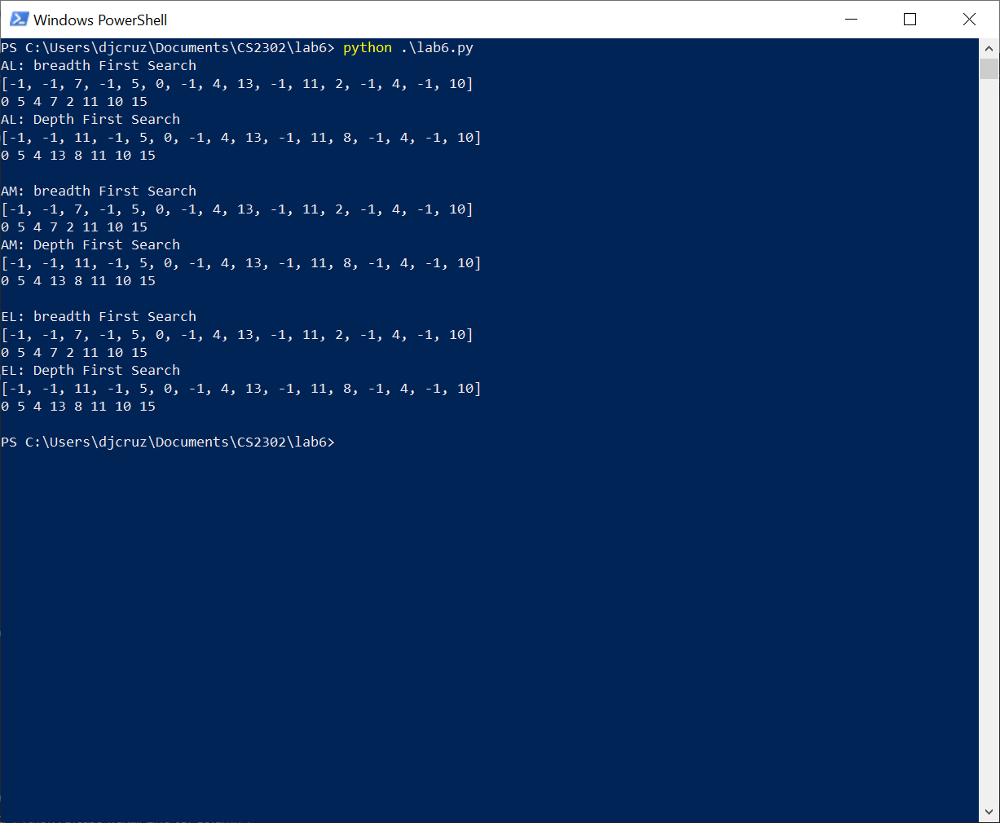 Windows PowerShell
PS C:\Users\djcruz\Documents\CS2302\lab6> python .\lab6.py
AL: breadth First Search
[-1, -1, 7, -1, 5, 0, -1, 4, 13, -1, 11, 2, -1, 4, -1, 10]
0 5 4 7 2 11 10 15
AL: Depth First Search
[-1, -1, 11, -1, 5, 0, -1, 4, 13, -1, 11, 8, -1, 4, -1, 10]
0 5 4 13 8 11 10 15
AM: breadth First Search
[-1, -1, 7, -1, 5, 0, -1, 4, 13, -1, 11, 2, -1, 4, -1, 10]
0 5 4 7 2 11 10 15
AM: Depth First Search
[-1, -1, 11, -1, 5, 0, -1, 4, 13, -1, 11, 8, -1, 4, -1, 10]
0 5 4 13 8 11 10 15
EL: breadth First Search
[-1, -1, 7, -1, 5, 0, -1, 4, 13, -1, 11, 2, -1, 4, -1, 10]
0 5 4 7 2 11 10 15
EL: Depth First Search
[-1, -1, 11, -1, 5, 0, -1, 4, 13, -1, 11, 8, -1, 4, -1, 10]
0 5 4 13 8 11 10 15
PS C:\Users\djcruz\Documents\CS2302\lab6>